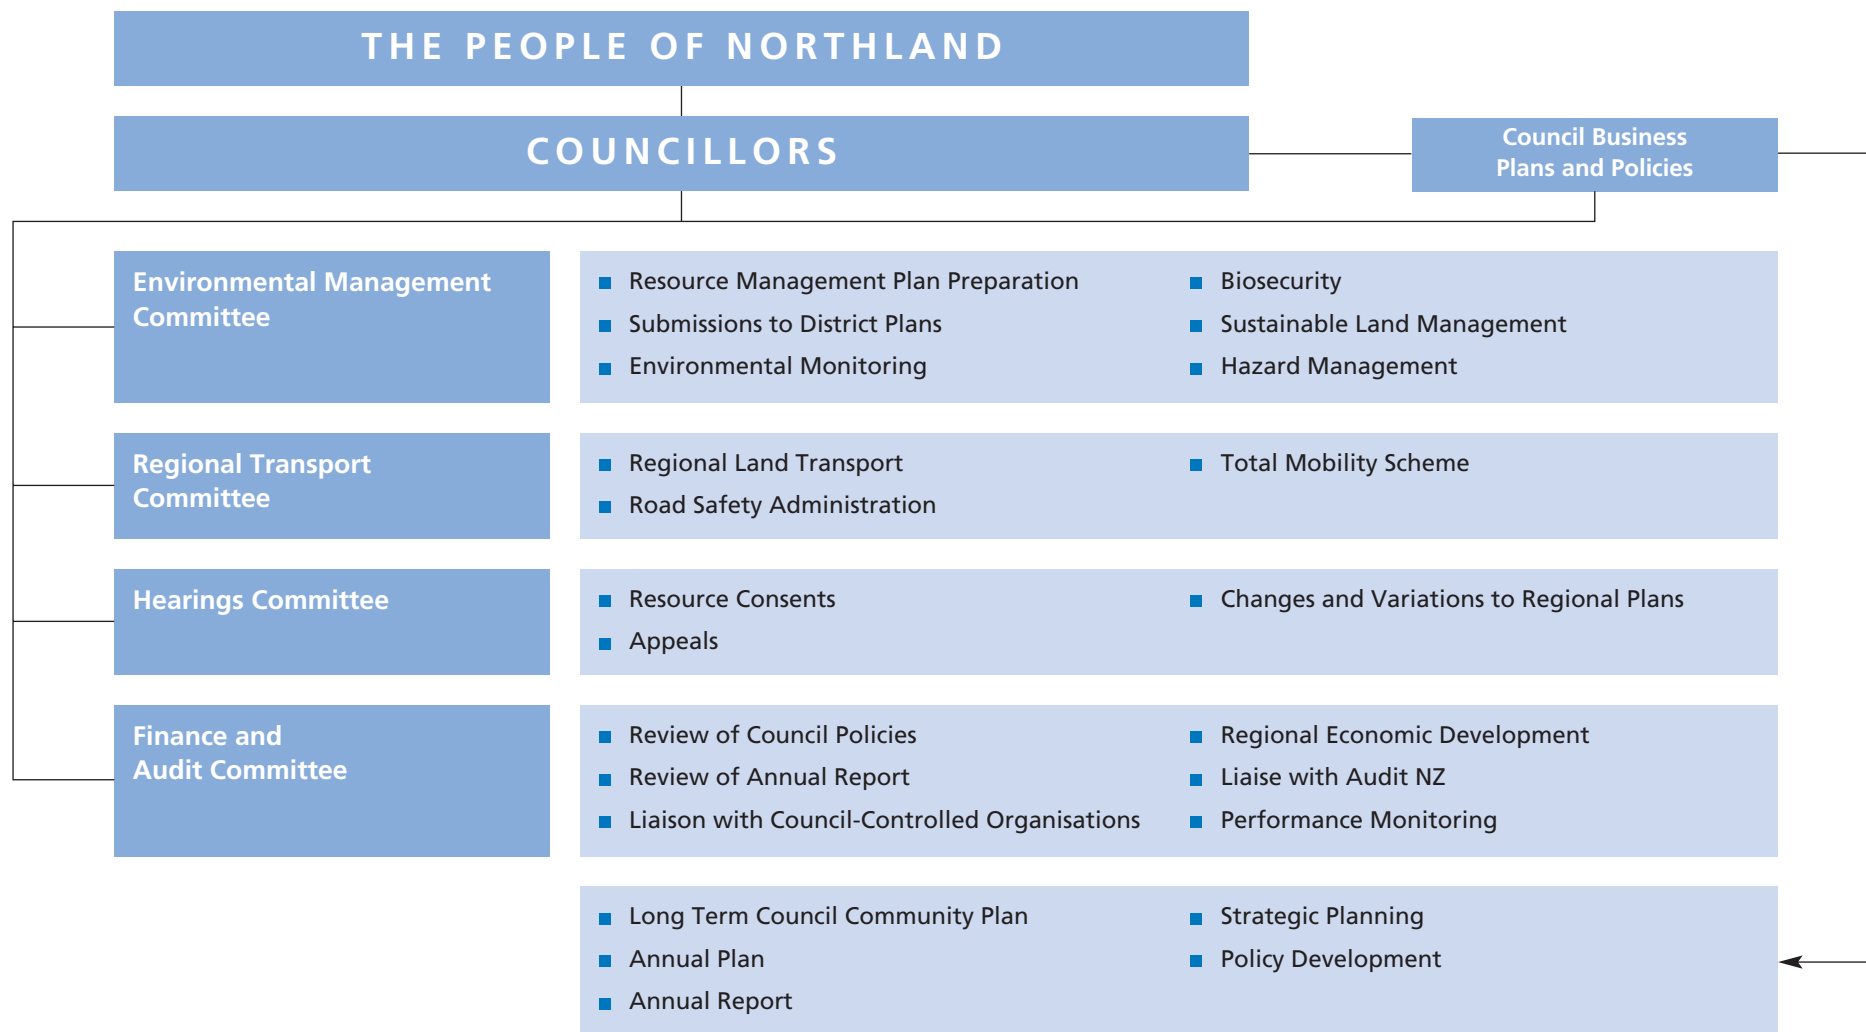 THE PEOPLE OF NORTHLAND
COUNCILLORS
Council Business
Plans and Policies
Environmental Management
Committee
Resource Management Plan Preparation
Submissions to District Plans
Environmental Monitoring
Biosecurity
Sustainable Land Management
Hazard Management
Regional Transport
Committee
Regional Land Transport
Road Safety Administration
Total Mobility Scheme
Hearings Committee
Resource Consents
Appeals
Changes and Variations to Regional Plans
Finance and
Audit Committee
Review of Council Policies
Review of Annual Report
Liaison with Council-Controlled Organisations
Regional Economic Development
Liaise with Audit NZ
Performance Monitoring
Long Term Council Community Plan
Annual Plan
Annual Report
Strategic Planning
Policy Development